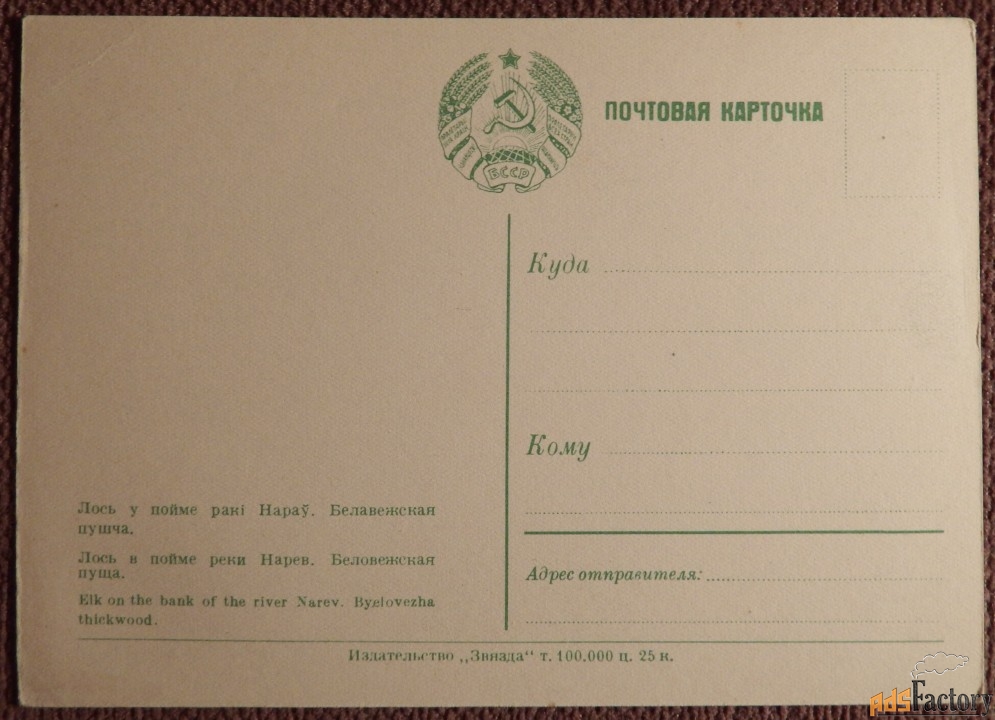 БССР
ПОЧТОВАЯ КАРТОЧКА
Куда
Кому
Адрес отправителя:
Лось у пойме ракі Нараў. Белавежская
пушча.
Лось в пойме реки Нарев. Беловежская
пуща.
Elk on the bank of the river Narev. Byelovezha
thickwood.
Издательство „Звязда“ т. 100.000 ц. 25 к.
AdsFactory